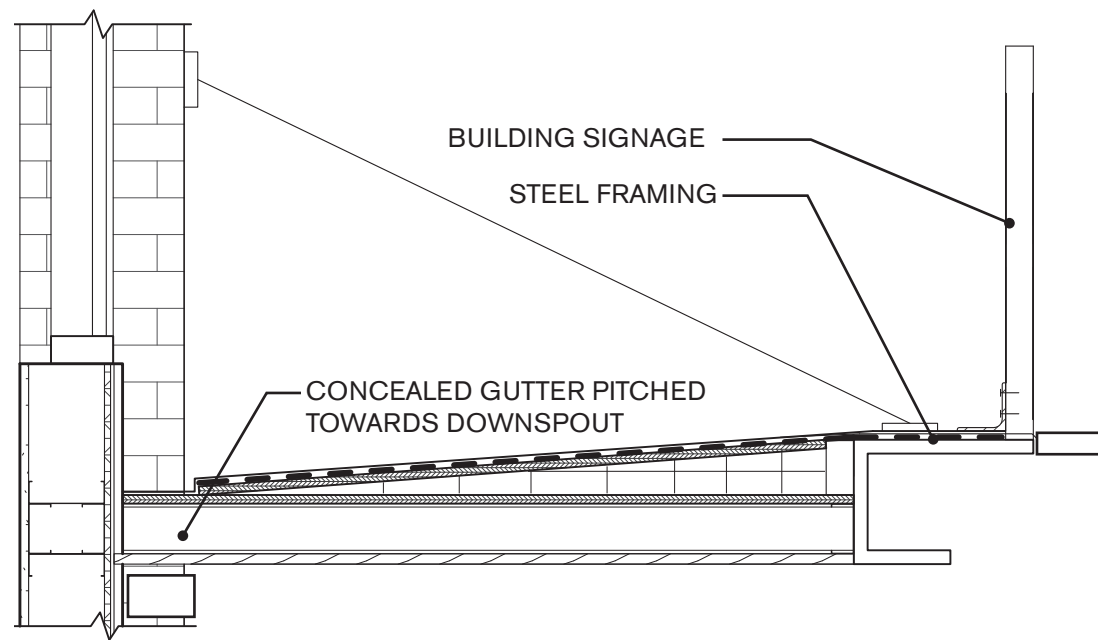 BUILDING SIGNAGE
STEEL FRAMING
CONCEALED GUTTER PITCHED
TOWARDS DOWNSPOUT